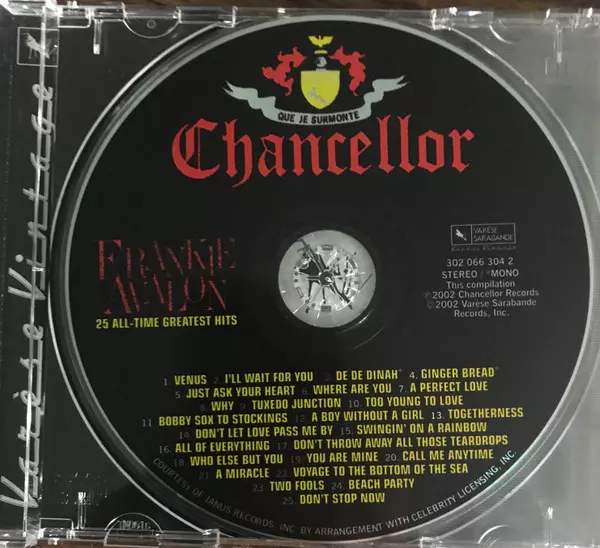 Varèse Vintage
QUE JE SURMONTE
Chancellor
FRANKIE
AVALON
25 ALL-TIME GREATEST HITS
VARÈSE
SARABANDE
302 066 304 2
STEREO / *MONO
This compilation
℗2002 Chancellor Records
©2002 Varèse Sarabande
Records, Inc.
1. VENUS 2. I'LL WAIT FOR YOU 3. DE DE DINAH* 4. GINGER BREAD*
5. JUST ASK YOUR HEART 6. WHERE ARE YOU 7. A PERFECT LOVE
8. WHY 9. TUXEDO JUNCTION 10. TOO YOUNG TO LOVE
11. BOBBY SOX TO STOCKINGS 12. A BOY WITHOUT A GIRL 13. TOGETHERNESS
14. DON'T LET LOVE PASS ME BY 15. SWINGIN' ON A RAINBOW
16. ALL OF EVERYTHING 17. DON'T THROW AWAY ALL THOSE TEARDROPS
18. WHO ELSE BUT YOU 19. YOU ARE MINE 20. CALL ME ANYTIME
21. A MIRACLE 22. VOYAGE TO THE BOTTOM OF THE SEA
23. TWO FOOLS 24. BEACH PARTY
25. DON'T STOP NOW
COURTESY OF JANUS RECORDS, INC. BY ARRANGEMENT WITH CELEBRITY LICENSING, INC.